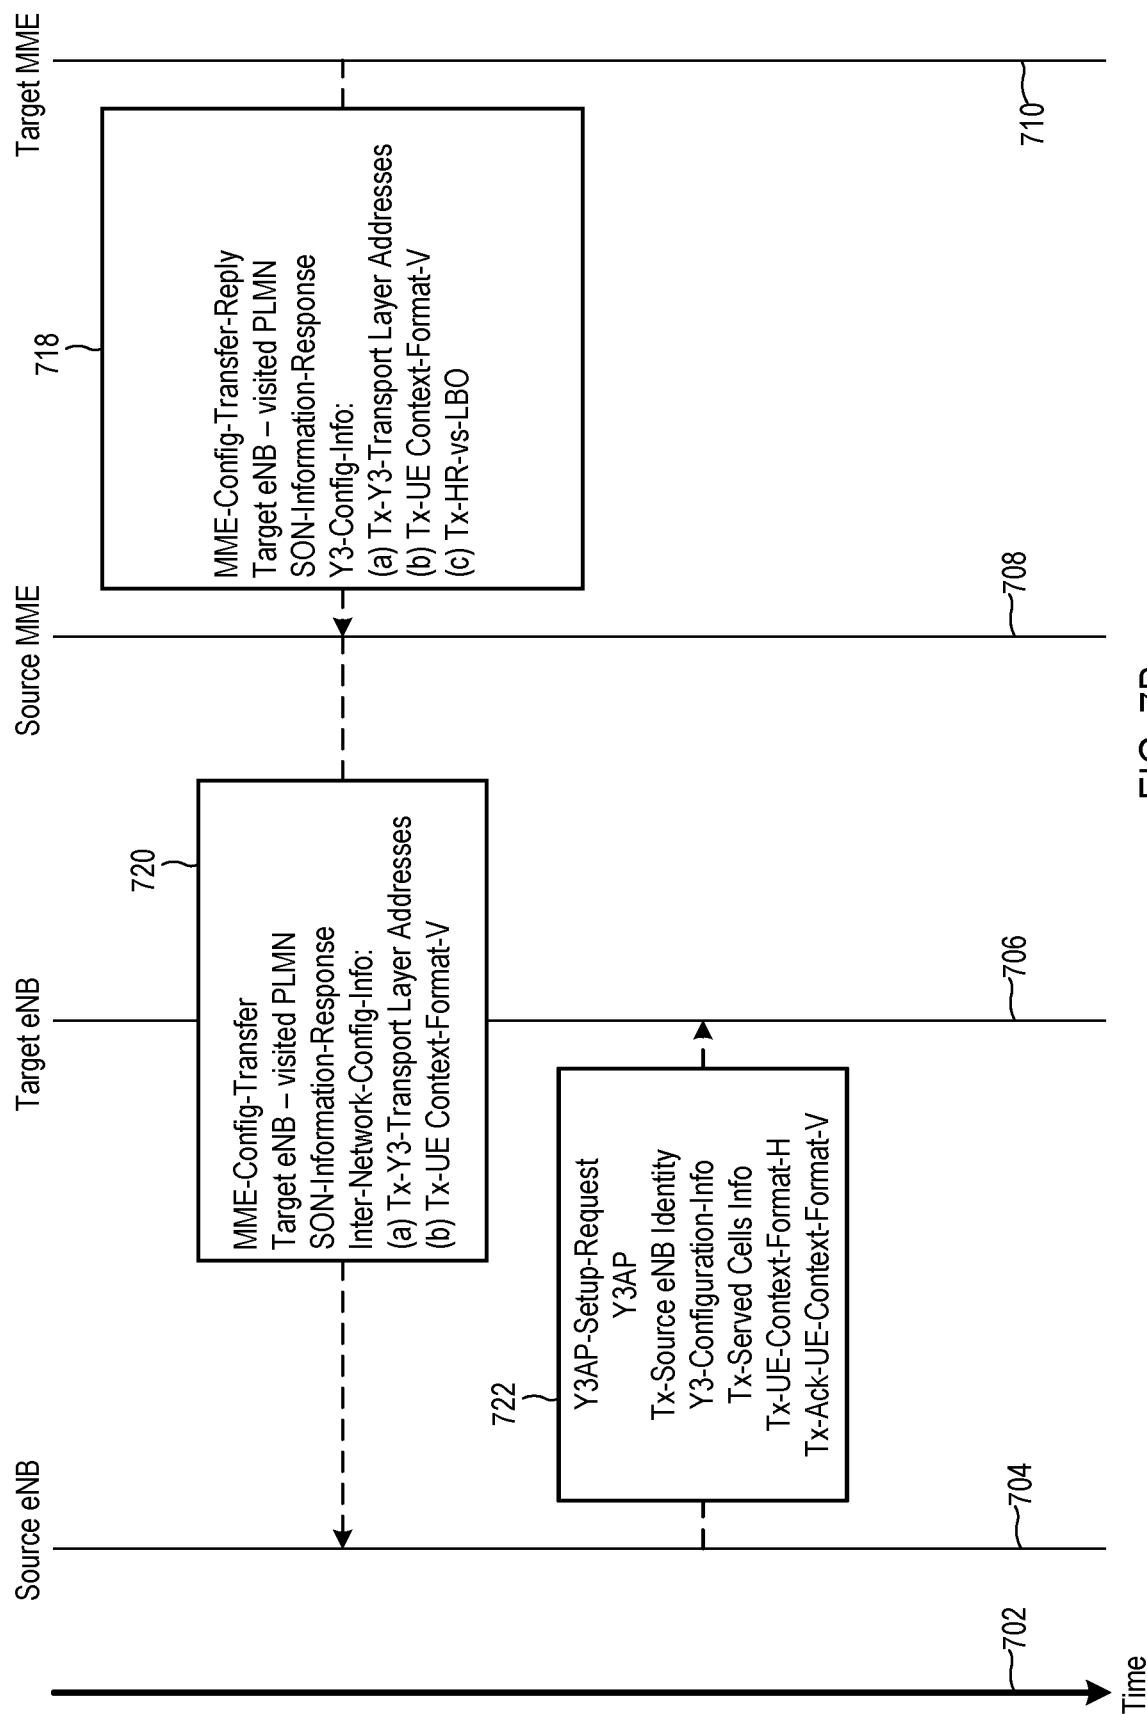 Source eNB
Target eNB
Source MME
Target MME
718
MME-Config-Transfer-Reply
Target eNB – visited PLMN
SON-Information-Response
Y3-Config-Info:
(a) Tx-Y3-Transport Layer Addresses
(b) Tx-UE Context-Format-V
(c) Tx-HR-vs-LBO
720
MME-Config-Transfer
Target eNB – visited PLMN
SON-Information-Response
Inter-Network-Config-Info:
(a) Tx-Y3-Transport Layer Addresses
(b) Tx-UE Context-Format-V
722
Y3AP-Setup-Request
Y3AP
Tx-Source eNB Identity
Y3-Configuration-Info
Tx-Served Cells Info
Tx-UE-Context-Format-H
Tx-Ack-UE-Context-Format-V
702
704
706
708
710
Time
FIG.